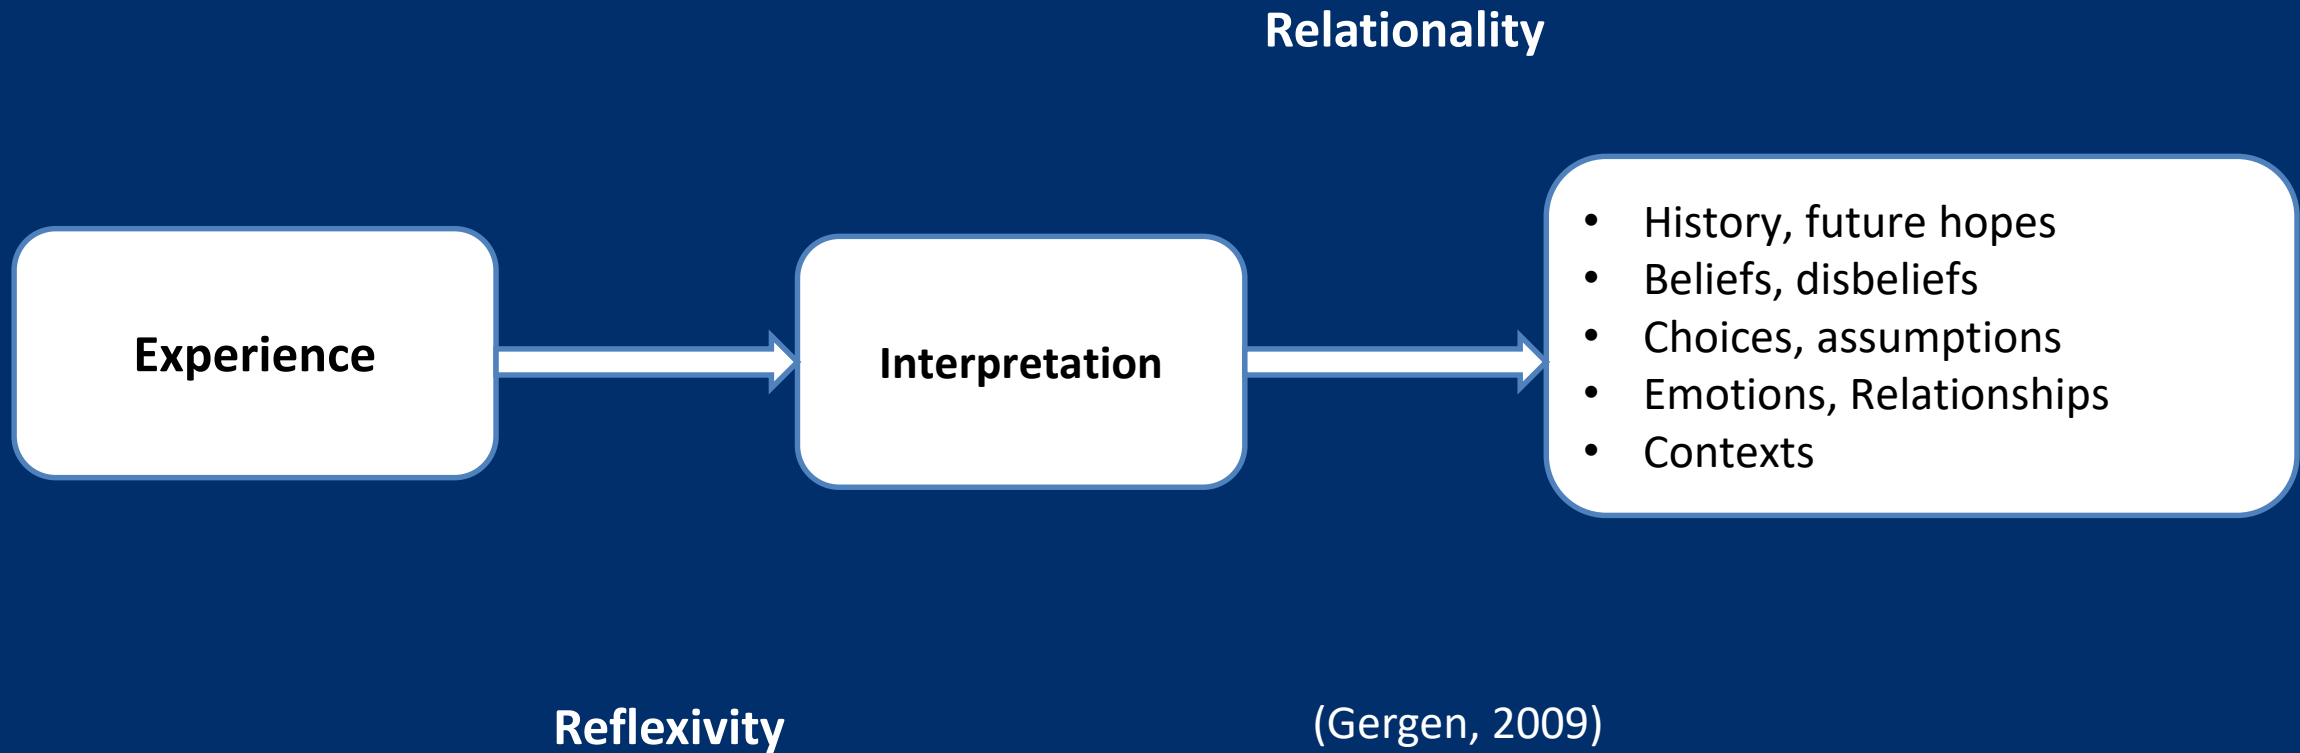 Relationality
Experience
Interpretation
• History, future hopes
• Beliefs, disbeliefs
• Choices, assumptions
• Emotions, Relationships
• Contexts
Reflexivity
(Gergen, 2009)